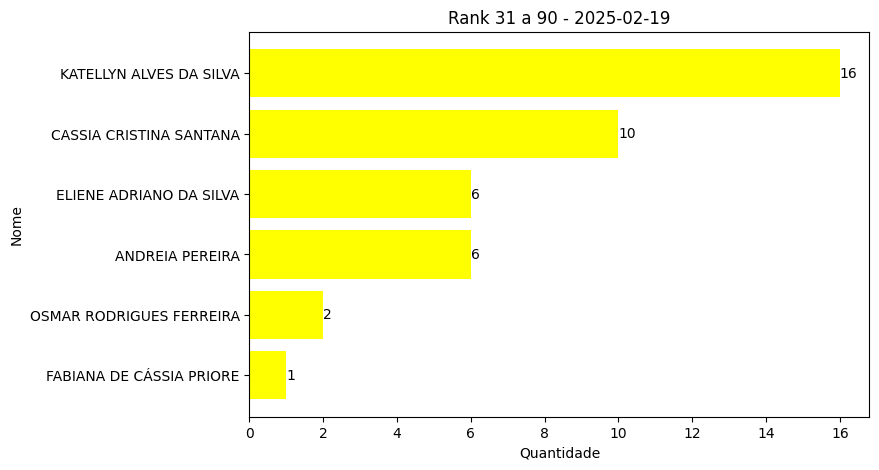 Rank 31 a 90 - 2025-02-19
KATELLYN ALVES DA SILVA 16
CASSIA CRISTINA SANTANA 10
ELIENE ADRIANO DA SILVA 6
ANDREIA PEREIRA 6
OSMAR RODRIGUES FERREIRA 2
FABIANA DE CÁSSIA PRIORE 1
Nome
0 2 4 6 8 10 12 14 16
Quantidade